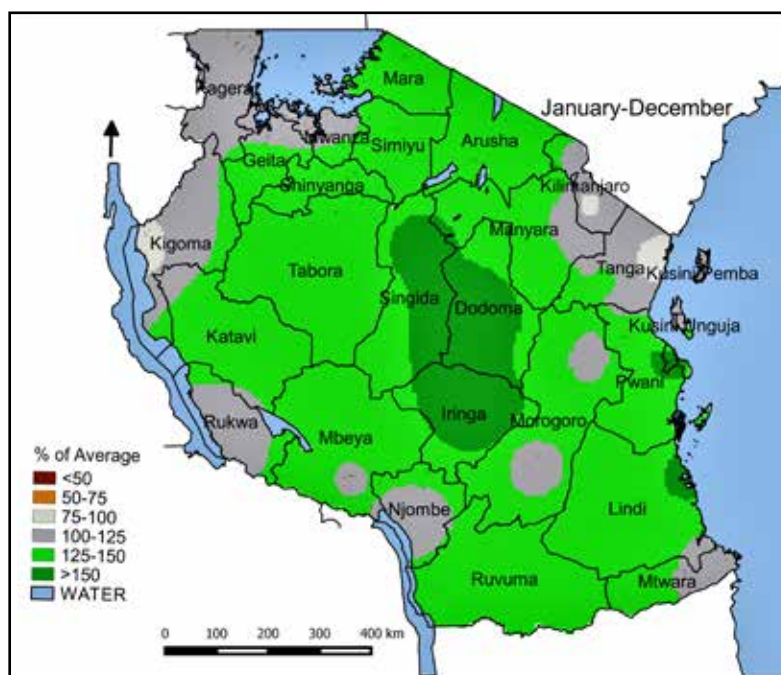 Mara
Kagera
January-December
Mwanza
Simiyu
Arusha
Geita
Shinyanga
Kilimanjaro
Kigoma
Manyara
Tabora
Tanga
Kusini Pemba
Singida
Dodoma
Katavi
Kusini Unguja
Pwani
Rukwa
Iringa
Morogoro
Mbeya
% of Average
<50
50-75
75-100
100-125
125-150
>150
WATER
Njombe
Lindi
Ruvuma
Mtwara
0 100 200 300 400 km